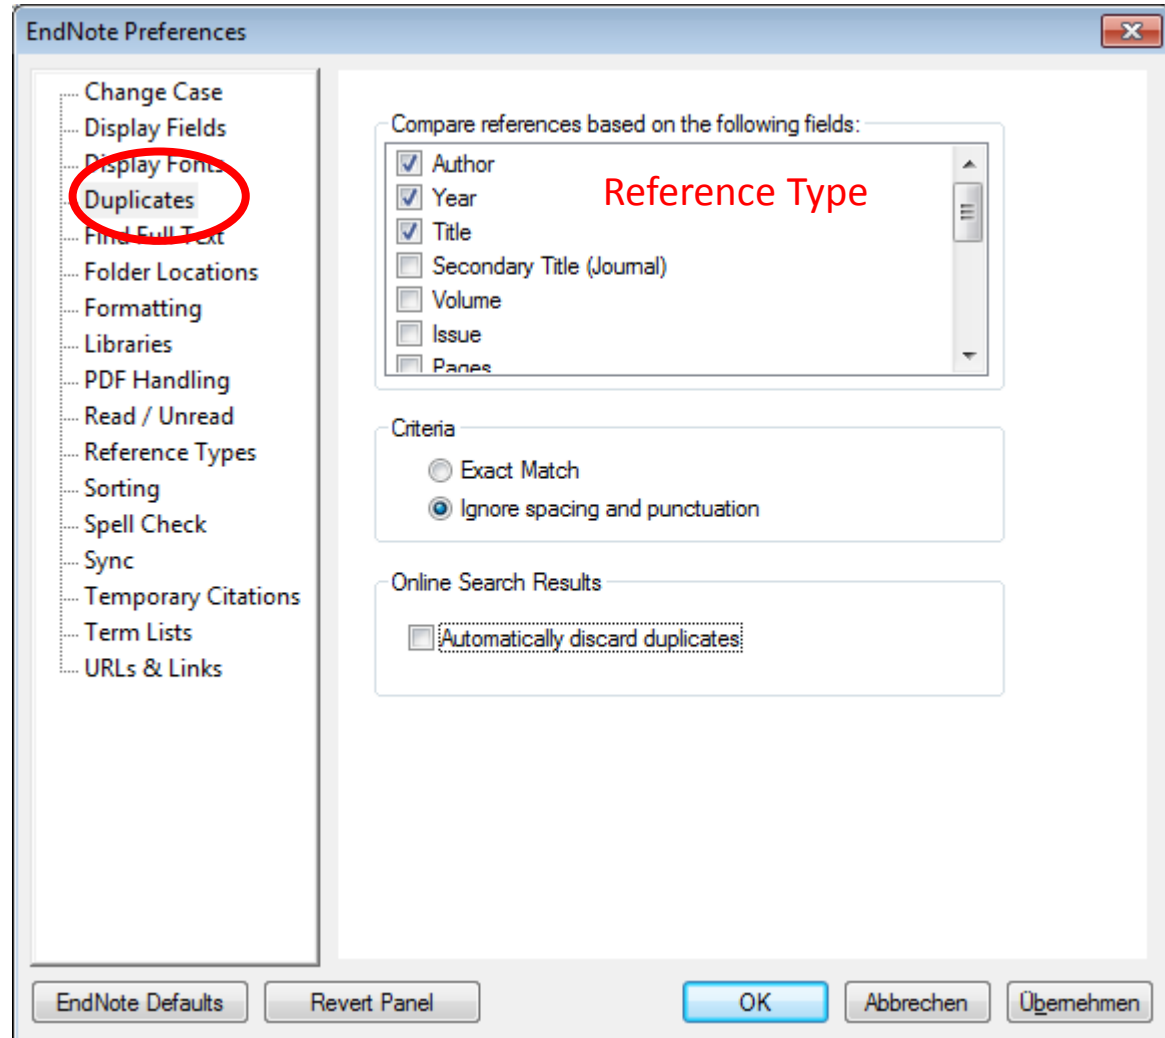 EndNote Preferences
Change Case
Display Fields
Display Fonts
Duplicates
Find Full Text
Folder Locations
Formatting
Libraries
PDF Handling
Read / Unread
Reference Types
Sorting
Spell Check
Sync
Temporary Citations
Term Lists
URLs & Links
Compare references based on the following fields:
Author
Year
Title
Secondary Title (Journal)
Volume
Issue
Pages
Reference Type
Criteria
Exact Match
Ignore spacing and punctuation
Online Search Results
Automatically discard duplicates
EndNote Defaults
Revert Panel
OK
Abbrechen
Übernehmen